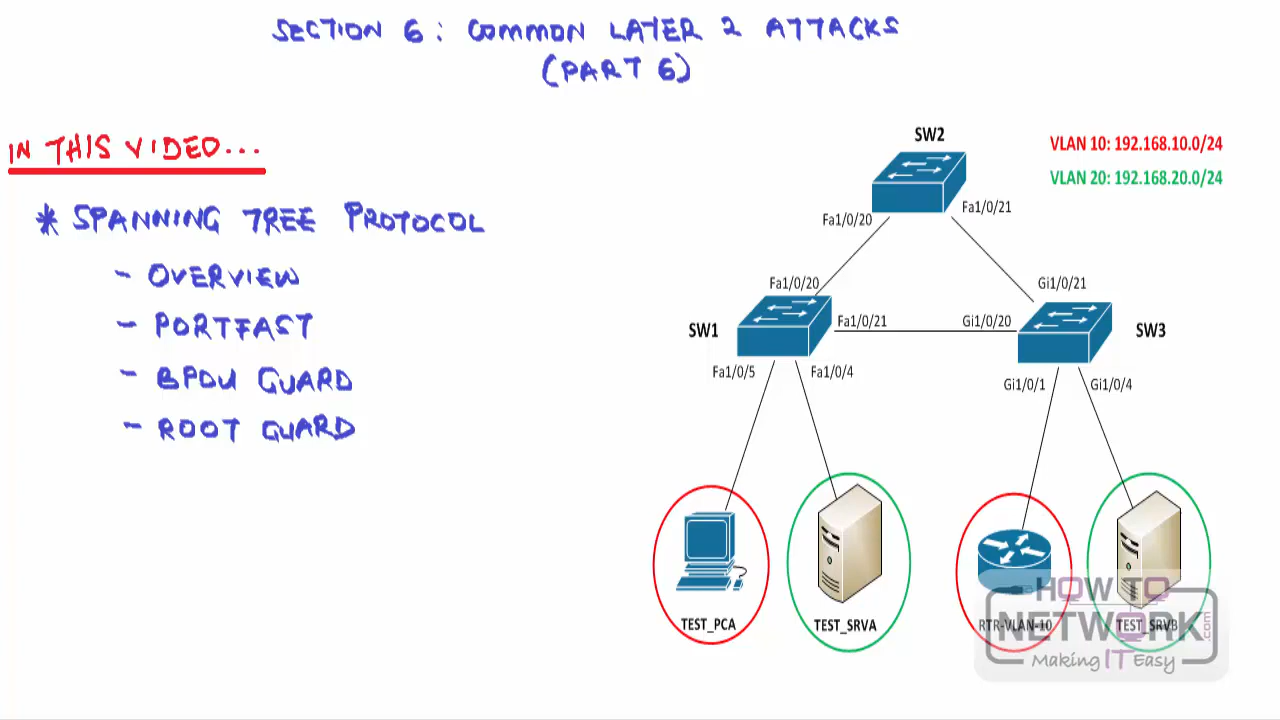 SECTION 6: COMMON LAYER 2 ATTACKS
(PART 6)
IN THIS VIDEO...
* SPANNING TREE PROTOCOL
- OVERVIEW
- PORTFAST
- BPDU GUARD
- ROOT GUARD
SW2
VLAN 10: 192.168.10.0/24
VLAN 20: 192.168.20.0/24
Fa1/0/20
Fa1/0/21
Fa1/0/20
Gi1/0/21
SW1
Fa1/0/21
Gi1/0/20
SW3
Fa1/0/5
Fa1/0/4
Gi1/0/1
Gi1/0/4
TEST_PCA
TEST_SRVA
RTR-VLAN-10
TEST_SRVB
HOW TO
NETWORK.com
Making IT Easy